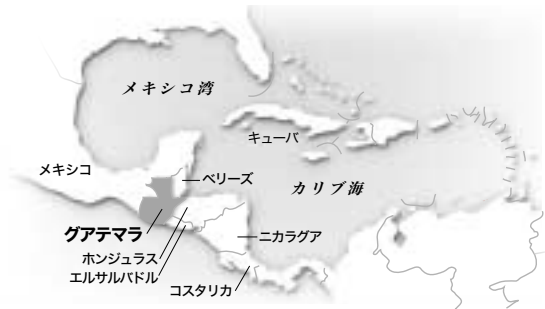 メキシコ湾
キューバ
メキシコ
ベリーズ
カリブ海
グアテマラ
ニカラグア
ホンジュラス
エルサルバドル
コスタリカ